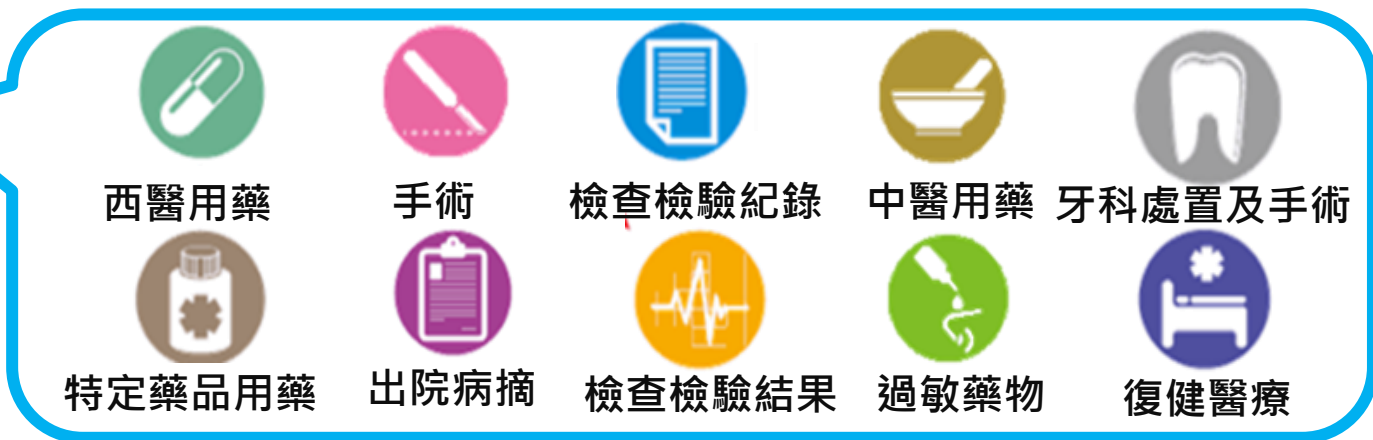 西醫用藥
手術
檢查檢驗紀錄
中醫用藥
牙科處置及手術
特定藥品用藥
出院病摘
檢查檢驗結果
過敏藥物
復健醫療